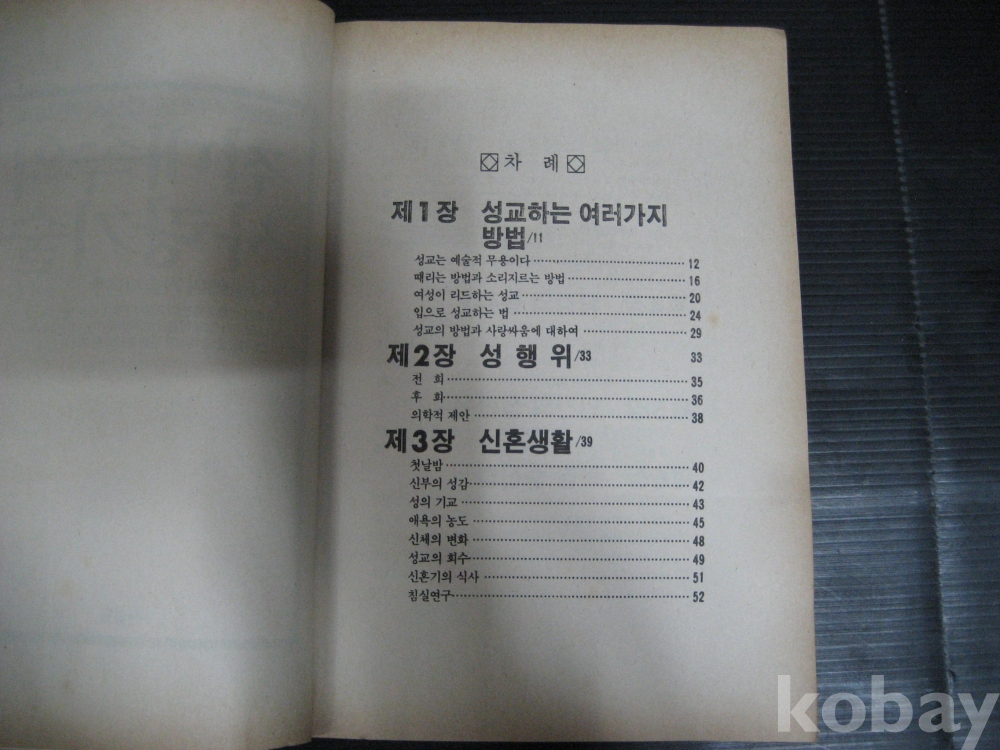 차 례
제1장 성교하는 여러가지
방법/11
성교는 예술적 무용이다 12
때리는 방법과 소리지르는 방법 16
여성이 리드하는 성교 20
입으로 성교하는 법 24
성교의 방법과 사랑싸움에 대하여 29
제2장 성 행 위/33 33
전 희 35
후 화 36
의학적 제안 38
제3장 신혼생활/39
첫날밤 40
신부의 성감 42
성의 기교 43
애욕의 농도 45
신체의 변화 48
성교의 회수 49
신혼기의 식사 51
침실연구 52
kobay